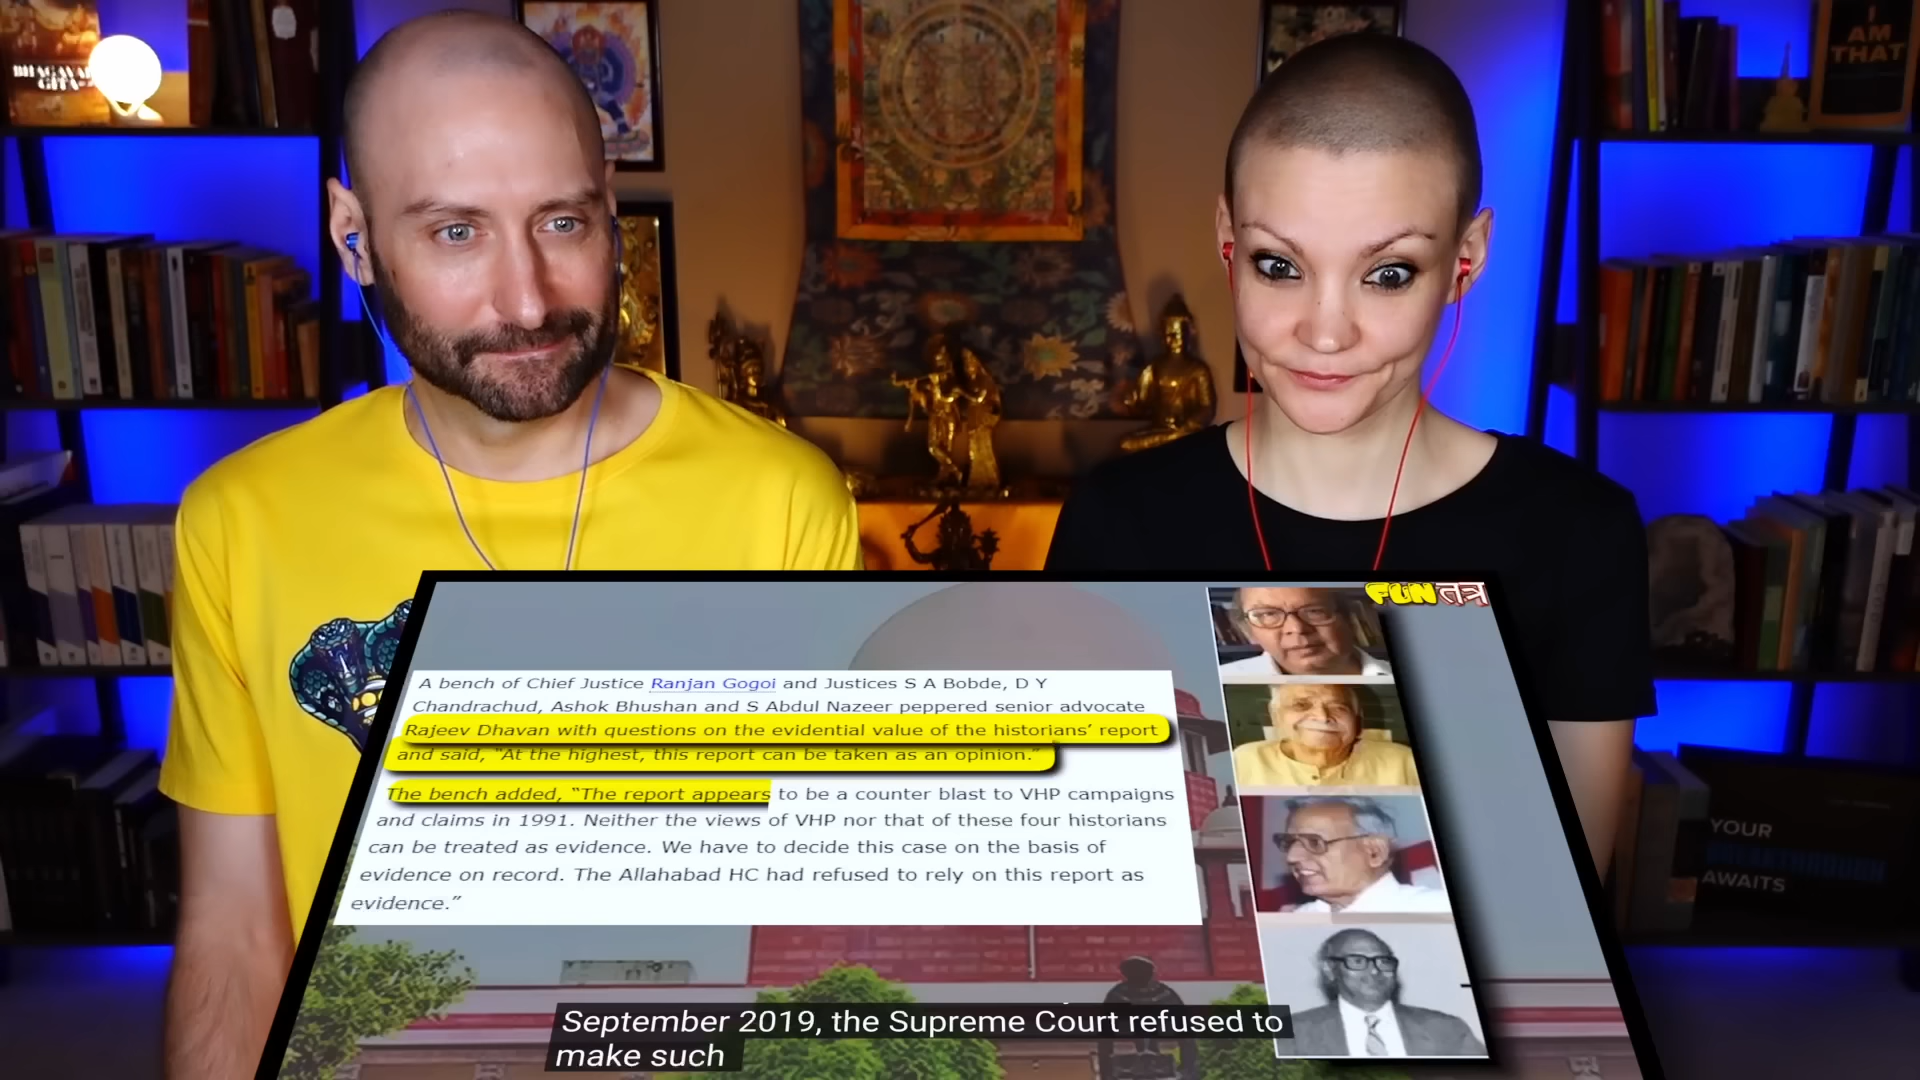 BHAGAVAD
GITA
I
AM
THAT
FUNतंत्र
A bench of Chief Justice Ranjan Gogoi and Justices S A Bobde, D Y
Chandrachud, Ashok Bhushan and S Abdul Nazeer peppered senior advocate
Rajeev Dhavan with questions on the evidential value of the historians’ report
and said, “At the highest, this report can be taken as an opinion.”
The bench added, “The report appears to be a counter blast to VHP campaigns
and claims in 1991. Neither the views of VHP nor that of these four historians
can be treated as evidence. We have to decide this case on the basis of
evidence on record. The Allahabad HC had refused to rely on this report as
evidence.”
YOUR
BREAKTHROUGH
AWAITS
September 2019, the Supreme Court refused to
make such